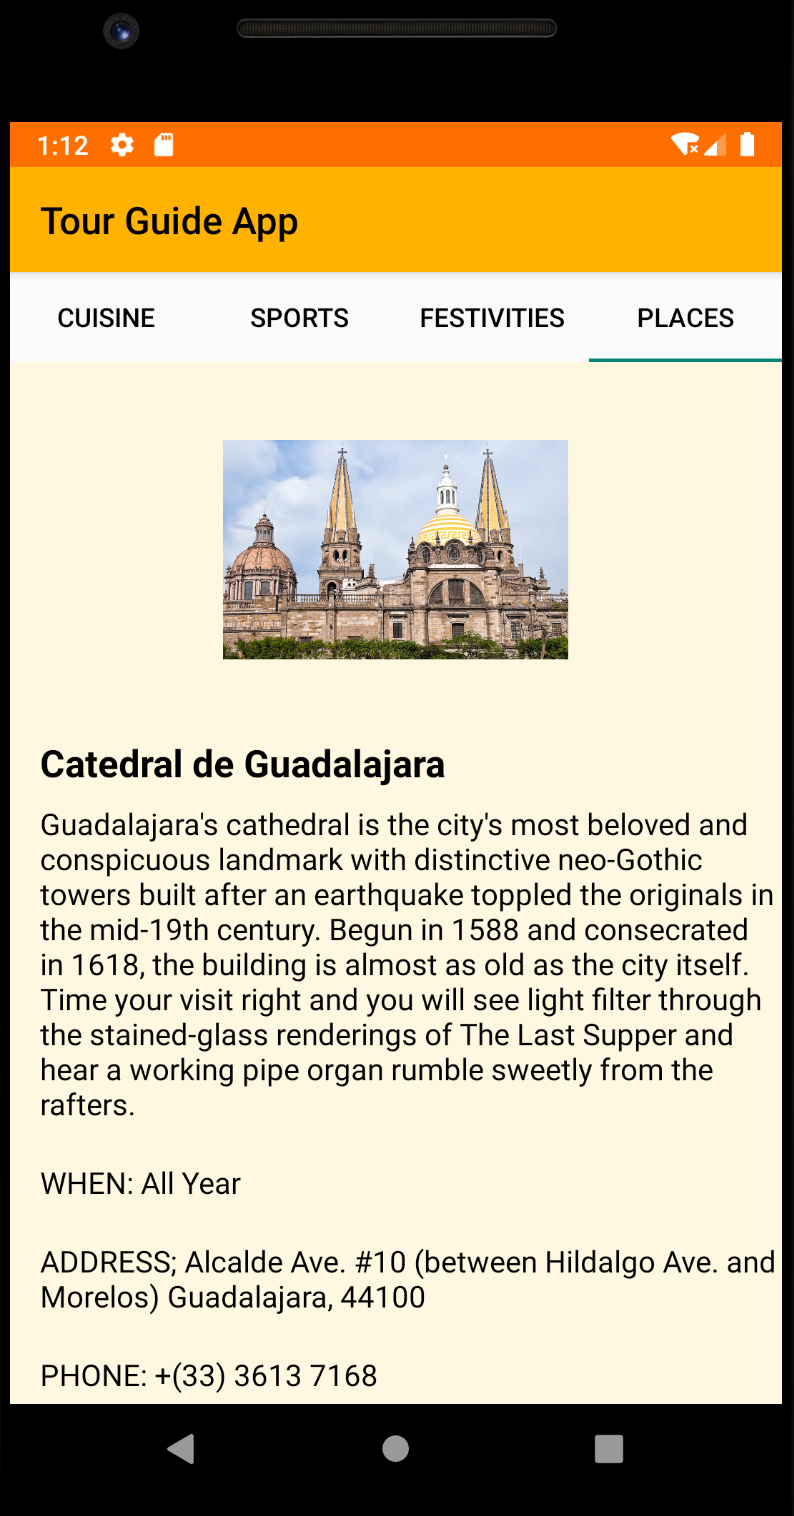 1:12
Tour Guide App
CUISINE SPORTS FESTIVITIES PLACES
Catedral de Guadalajara
Guadalajara's cathedral is the city's most beloved and
conspicuous landmark with distinctive neo-Gothic
towers built after an earthquake toppled the originals in
the mid-19th century. Begun in 1588 and consecrated
in 1618, the building is almost as old as the city itself.
Time your visit right and you will see light filter through
the stained-glass renderings of The Last Supper and
hear a working pipe organ rumble sweetly from the
rafters.
WHEN: All Year
ADDRESS; Alcalde Ave. #10 (between Hildalgo Ave. and
Morelos) Guadalajara, 44100
PHONE: +(33) 3613 7168